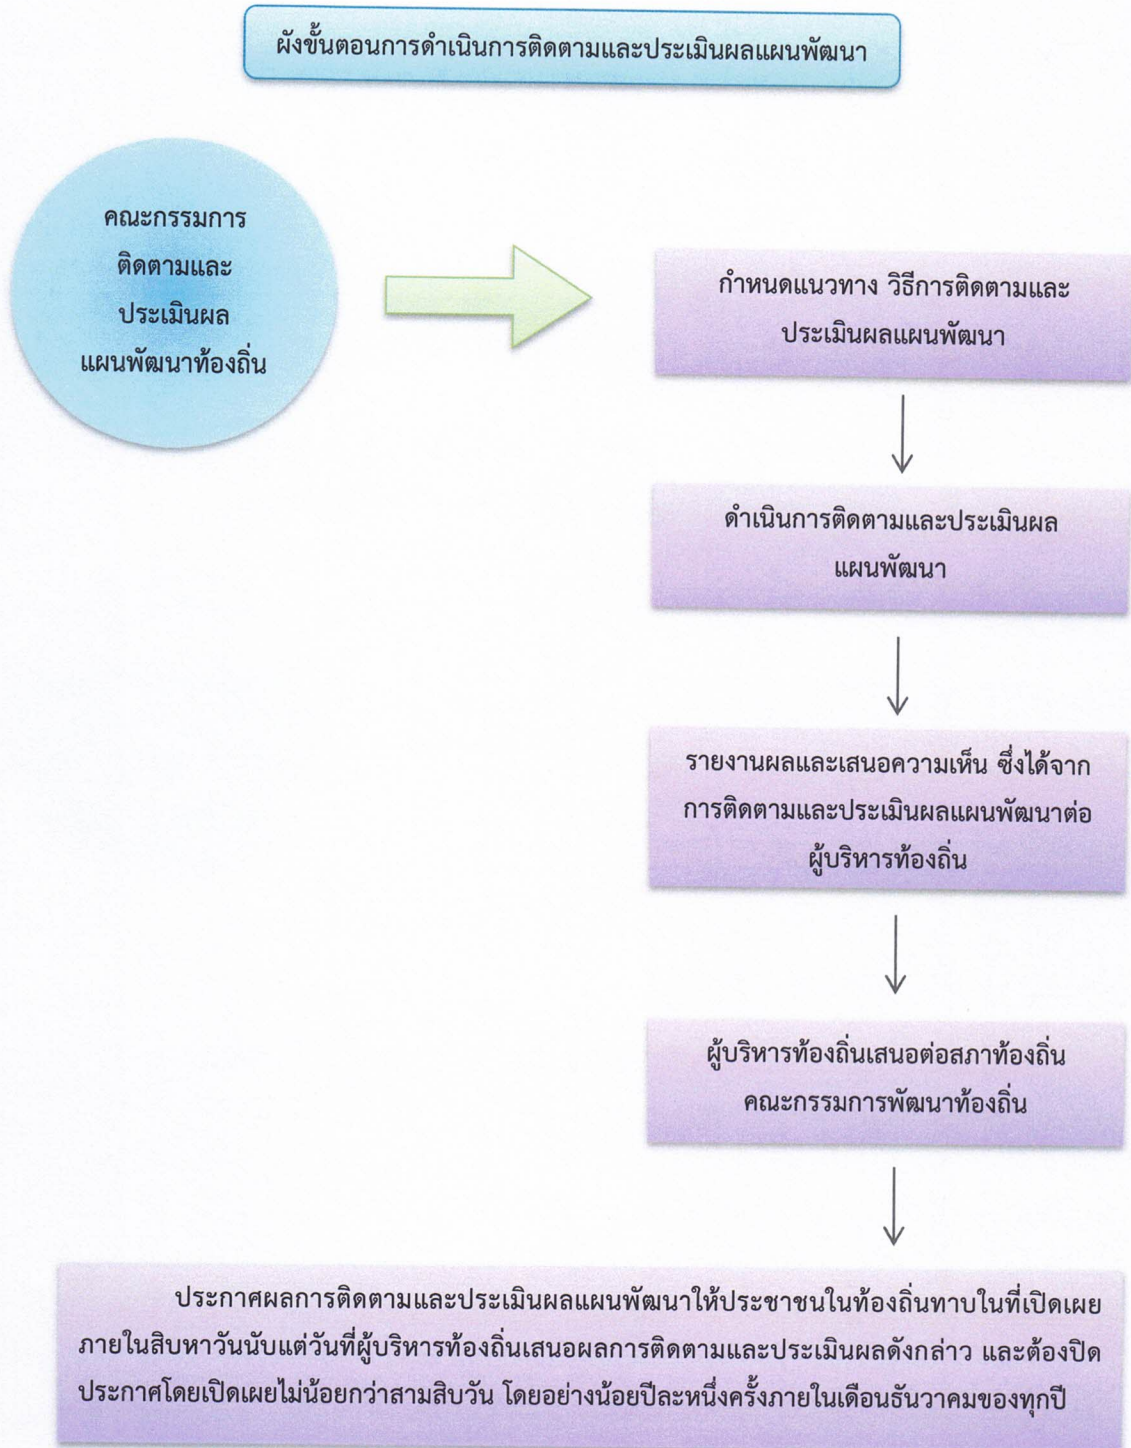 ผังขั้นตอนการดำเนินการติดตามและประเมินผลแผนพัฒนา
คณะกรรมการ
ติดตามและ
ประเมินผล
แผนพัฒนาท้องถิ่น
กำหนดแนวทาง วิธีการติดตามและ
ประเมินผลแผนพัฒนา
ดำเนินการติดตามและประเมินผล
แผนพัฒนา
รายงานผลและเสนอความเห็น ซึ่งได้จาก
การติดตามและประเมินผลแผนพัฒนาต่อ
ผู้บริหารท้องถิ่น
ผู้บริหารท้องถิ่นเสนอต่อสภาท้องถิ่น
คณะกรรมการพัฒนาท้องถิ่น
ประกาศผลการติดตามและประเมินผลแผนพัฒนาให้ประชาชนในท้องถิ่นทาบในที่เปิดเผย
ภายในสิบหาวันนับแต่วันที่ผู้บริหารท้องถิ่นเสนอผลการติดตามและประเมินผลดังกล่าว และต้องปิด
ประกาศโดยเปิดเผยไม่น้อยกว่าสามสิบวัน โดยอย่างน้อยปีละหนึ่งครั้งภายในเดือนธันวาคมของทุกปี